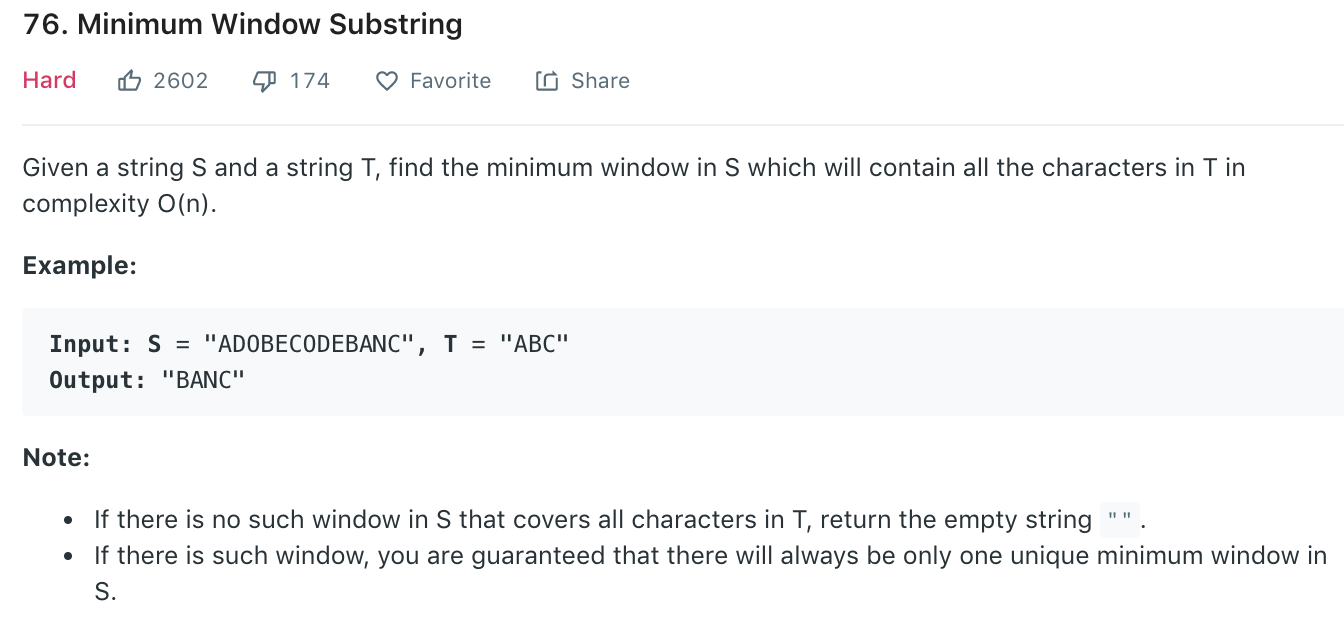 76. Minimum Window Substring
Hard 2602 174 Favorite Share
Given a string S and a string T, find the minimum window in S which will contain all the characters in T in
complexity O(n).
Example:
Input: S = "ADOBECODEBANC", T = "ABC"
Output: "BANC"
Note:
• If there is no such window in S that covers all characters in T, return the empty string "".
• If there is such window, you are guaranteed that there will always be only one unique minimum window in
S.